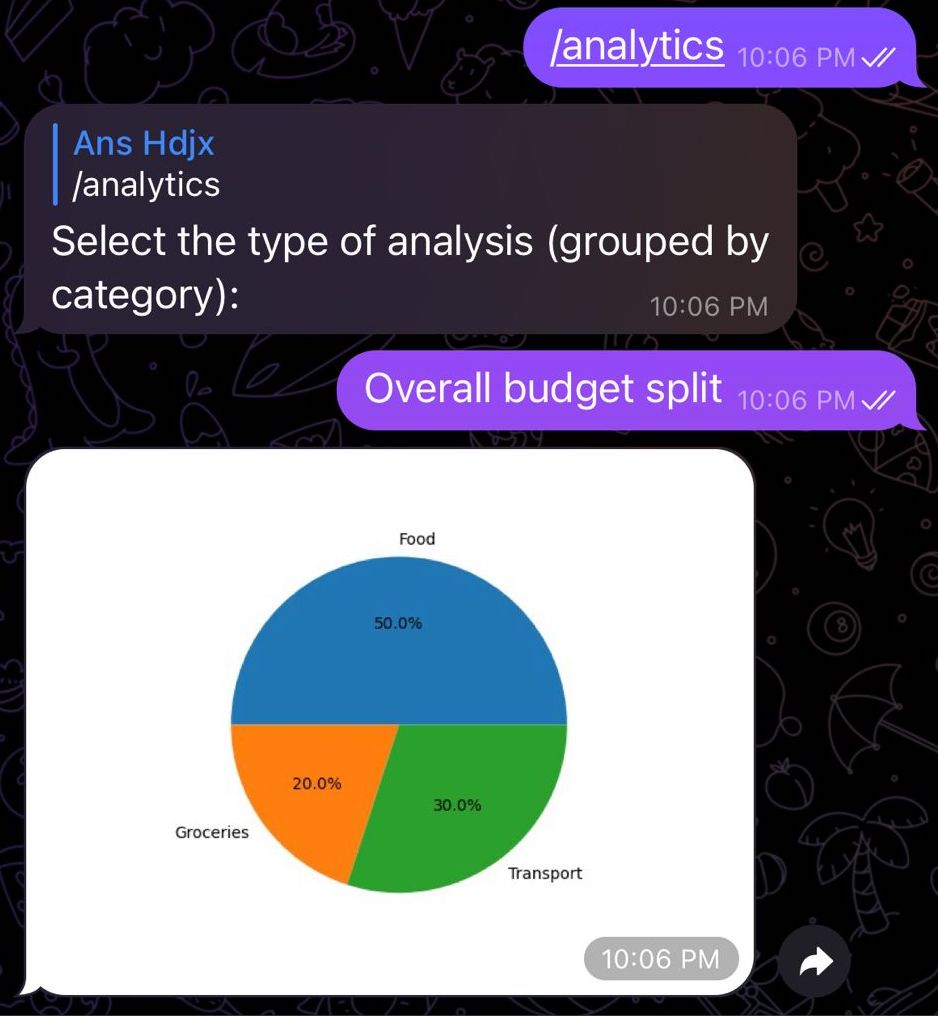 /analytics 10:06 PM
Ans Hdjx
/analytics
Select the type of analysis (grouped by
category):
10:06 PM
Overall budget split 10:06 PM
Food
50.0%
20.0%
30.0%
Groceries
Transport
10:06 PM
8